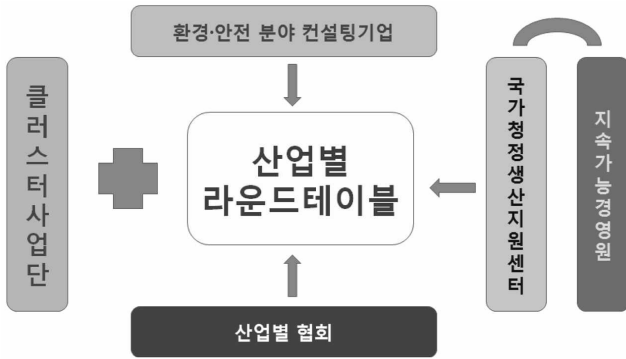 환경·안전 분야 컨설팅기업
클러스터사업단
산업별
라운드테이블
국가청정생산지원센터
지속가능경영원
산업별 협회